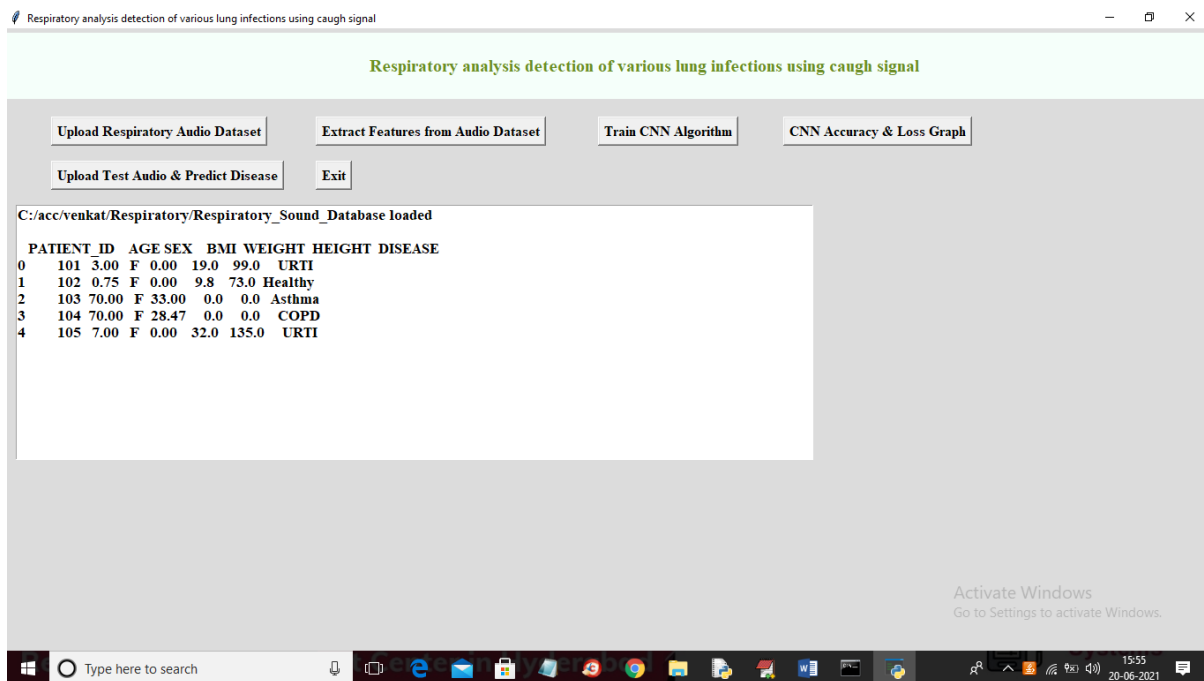 Respiratory analysis detection of various lung infections using caugh signal
Respiratory analysis detection of various lung infections using caugh signal
Upload Respiratory Audio Dataset Extract Features from Audio Dataset Train CNN Algorithm CNN Accuracy & Loss Graph
Upload Test Audio & Predict Disease Exit
C:/acc/venkat/Respiratory/Respiratory_Sound_Database loaded
PATIENT_ID AGE SEX BMI WEIGHT HEIGHT DISEASE
0 101 3.00 F 0.00 19.0 99.0 URTI
1 102 0.75 F 0.00 9.8 73.0 Healthy
2 103 70.00 F 33.00 0.0 0.0 Asthma
3 104 70.00 F 28.47 0.0 0.0 COPD
4 105 7.00 F 0.00 32.0 135.0 URTI
Activate Windows
Go to Settings to activate Windows.
Type here to search
15:55
20-06-2021